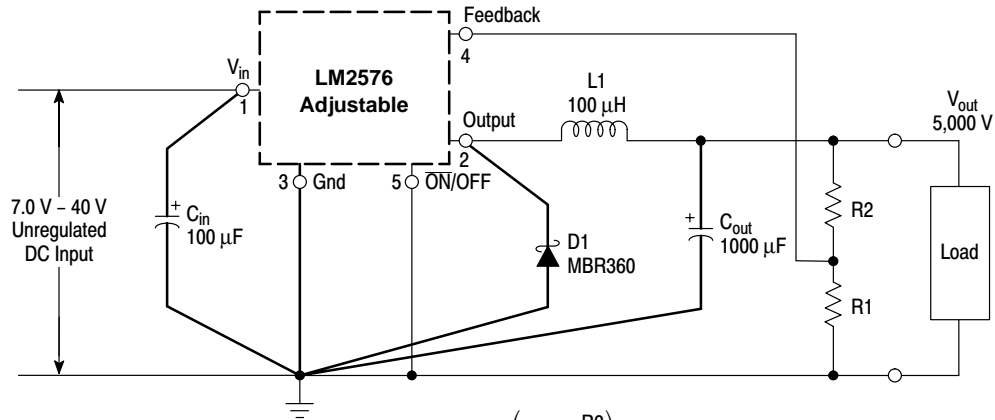 Feedback
4
V_in
1
LM2576
Adjustable
L1
100 μH
Output
2
V_out
5,000 V
3 Gnd
5 O̅N̅/OFF
7.0 V – 40 V
Unregulated
DC Input
+
C_in
100 μF
D1
MBR360
+
C_out
1000 μF
R2
R1
Load